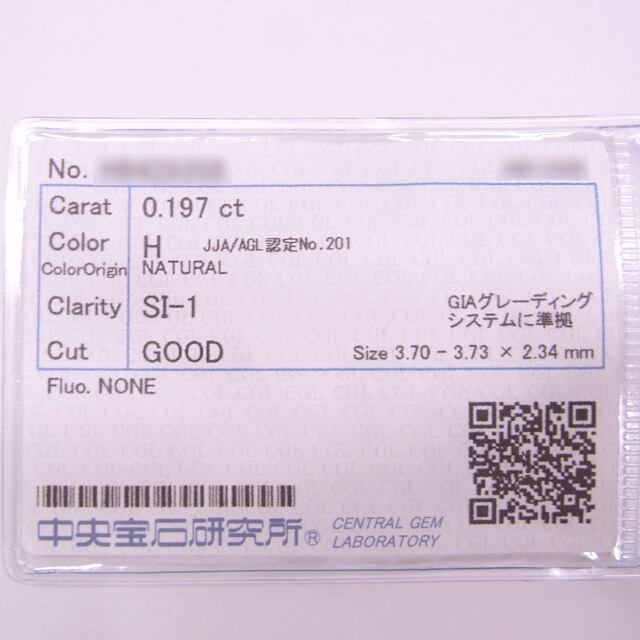 No.
Carat 0.197 ct
Color H JJA/AGL認定No.201
ColorOrigin NATURAL
Clarity SI-1 GIAグレーディング
システムに準拠
Cut GOOD Size 3.70 - 3.73 × 2.34 mm
Fluo. NONE
中央宝石研究所® CENTRAL GEM
LABORATORY